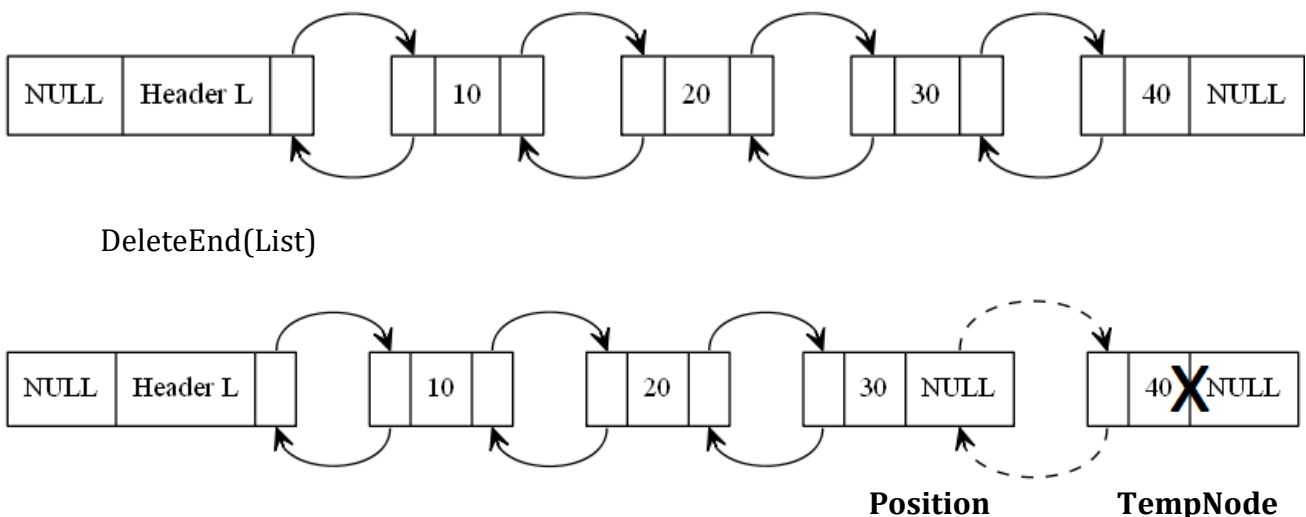 NULL Header L 10 20 30 40 NULL
DeleteEnd(List)
NULL Header L 10 20 30 NULL 40 X NULL
Position TempNode